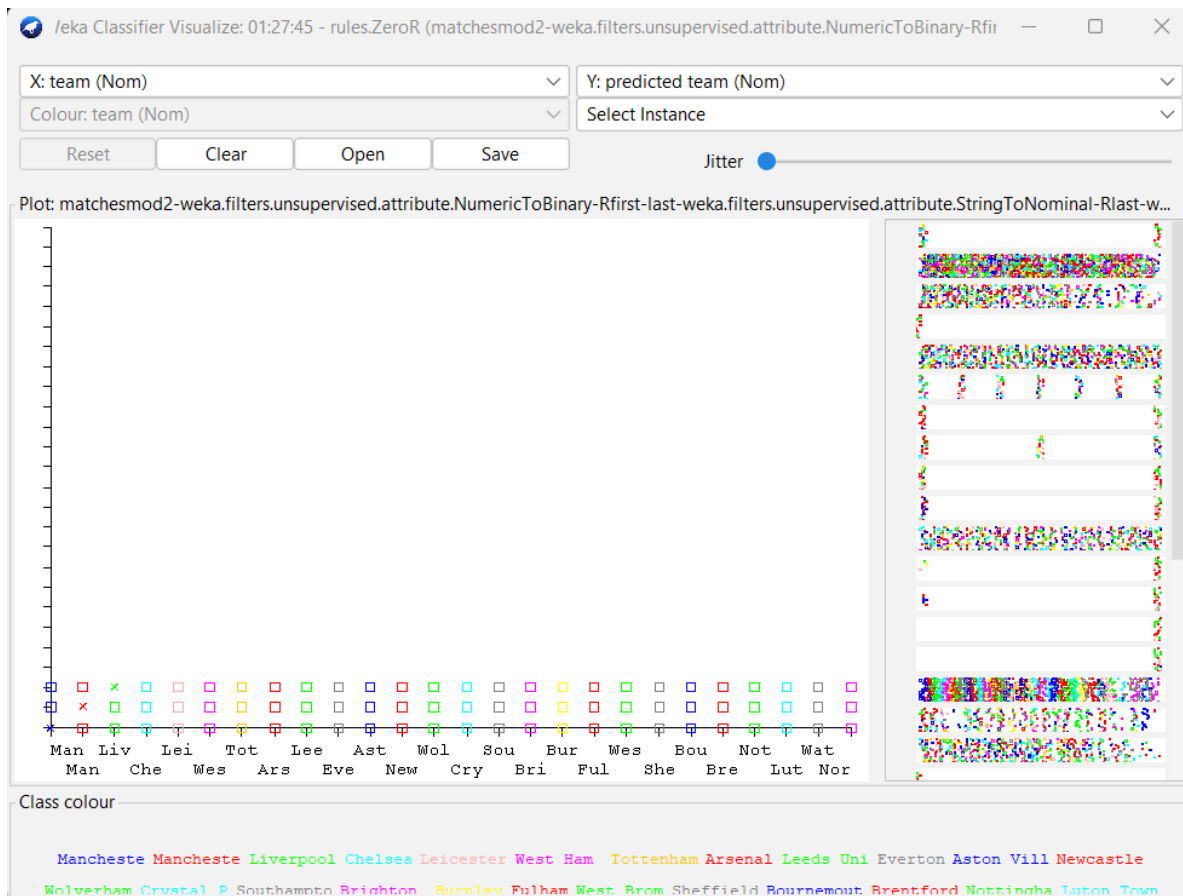 /eka Classifier Visualize: 01:27:45 - rules.ZeroR (matchesmod2-weka.filters.unsupervised.attribute.NumericToBinary-Rfir
X: team (Nom) Y: predicted team (Nom)
Colour: team (Nom) Select Instance
Reset Clear Open Save Jitter
Plot: matchesmod2-weka.filters.unsupervised.attribute.NumericToBinary-Rfirst-last-weka.filters.unsupervised.attribute.StringToNominal-Rlast-w...
Man Liv Lei Tot Lee Ast Wol Sou Bur Wes Bou Not Wat
Man Che Wes Ars Eve New Cry Bri Ful She Bre Lut Nor
Class colour
Mancheste Mancheste Liverpool Chelsea Leicester West Ham Tottenham Arsenal Leeds Uni Everton Aston Vill Newcastle
Wolverham Crystal P Southampto Brighton Burnley Fulham West Brom Sheffield Bournemout Brentford Nottingha Luton Town